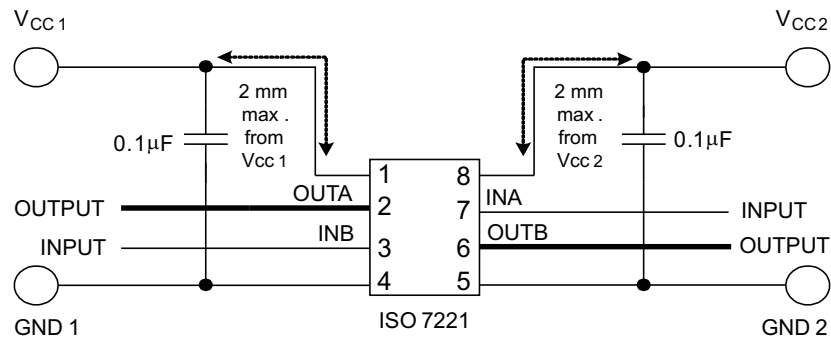 VCC 1
VCC2
2 mm
max .
from
Vcc 1
2 mm
max .
from
Vcc 2
0.1µF
0.1µF
1
8
OUTPUT
OUTA
2
7
INA
INPUT
INPUT
INB
3
6
OUTB
OUTPUT
4
5
GND 1
ISO 7221
GND 2